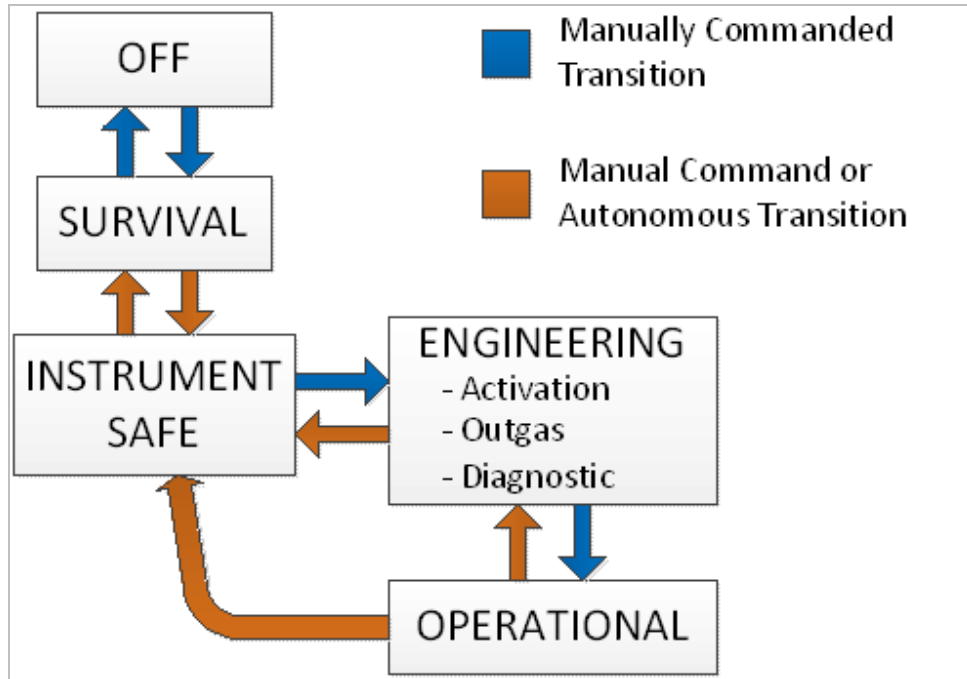 OFF
Manually Commanded
Transition
SURVIVAL
Manual Command or
Autonomous Transition
INSTRUMENT
SAFE
ENGINEERING
- Activation
- Outgas
- Diagnostic
OPERATIONAL